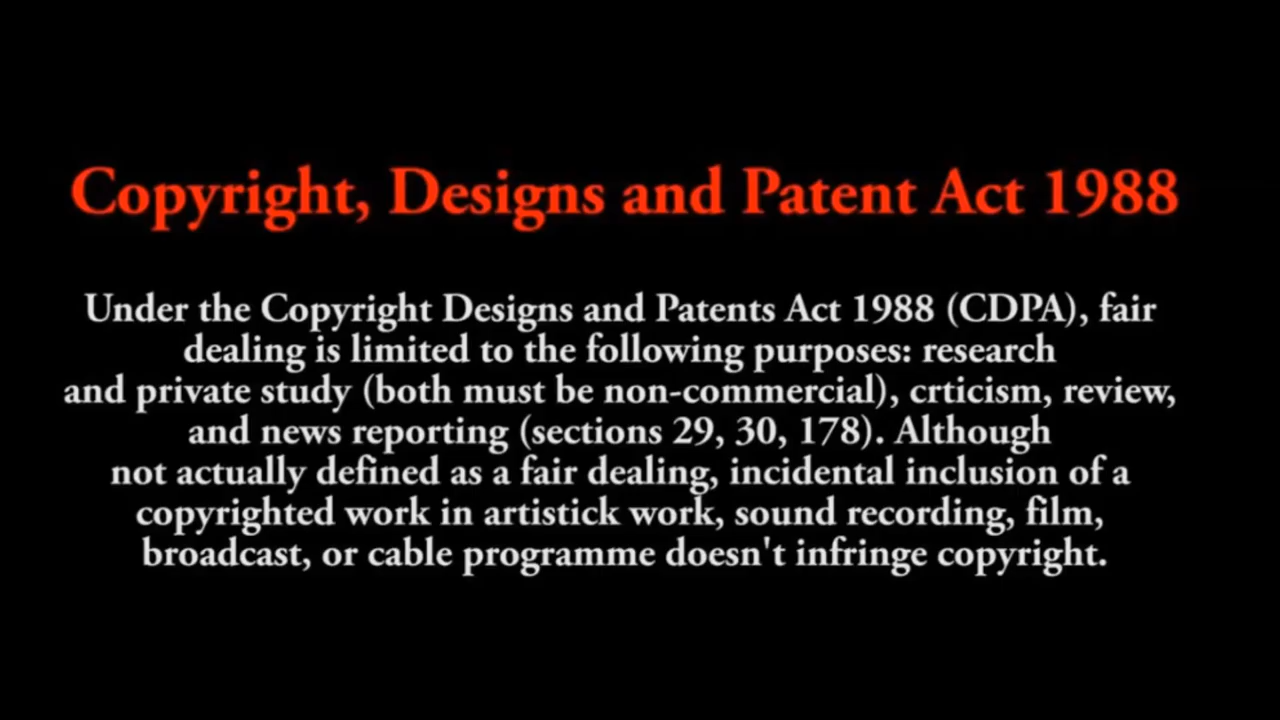 Copyright, Designs and Patent Act 1988
Under the Copyright Designs and Patents Act 1988 (CDPA), fair
dealing is limited to the following purposes: research
and private study (both must be non-commercial), crticism, review,
and news reporting (sections 29, 30, 178). Although
not actually defined as a fair dealing, incidental inclusion of a
copyrighted work in artistick work, sound recording, film,
broadcast, or cable programme doesn't infringe copyright.